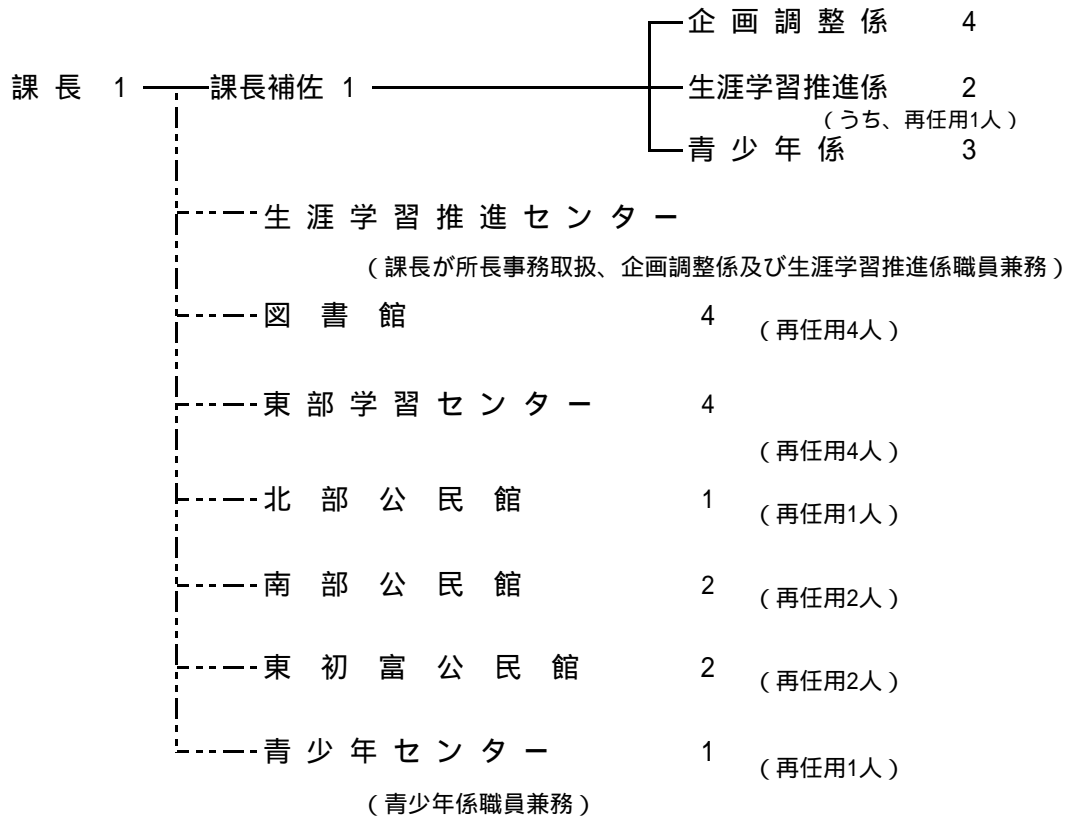 企画調整係 4
課長 1 課長補佐 1 生涯学習推進係 2
(うち、再任用1人)
青少年係 3
生涯学習推進センター
(課長が所長事務取扱、企画調整係及び生涯学習推進係職員兼務)
図書館 4 (再任用4人)
東部学習センター 4
(再任用4人)
北部公民館 1 (再任用1人)
南部公民館 2 (再任用2人)
東初富公民館 2 (再任用2人)
青少年センター 1 (再任用1人)
(青少年係職員兼務)